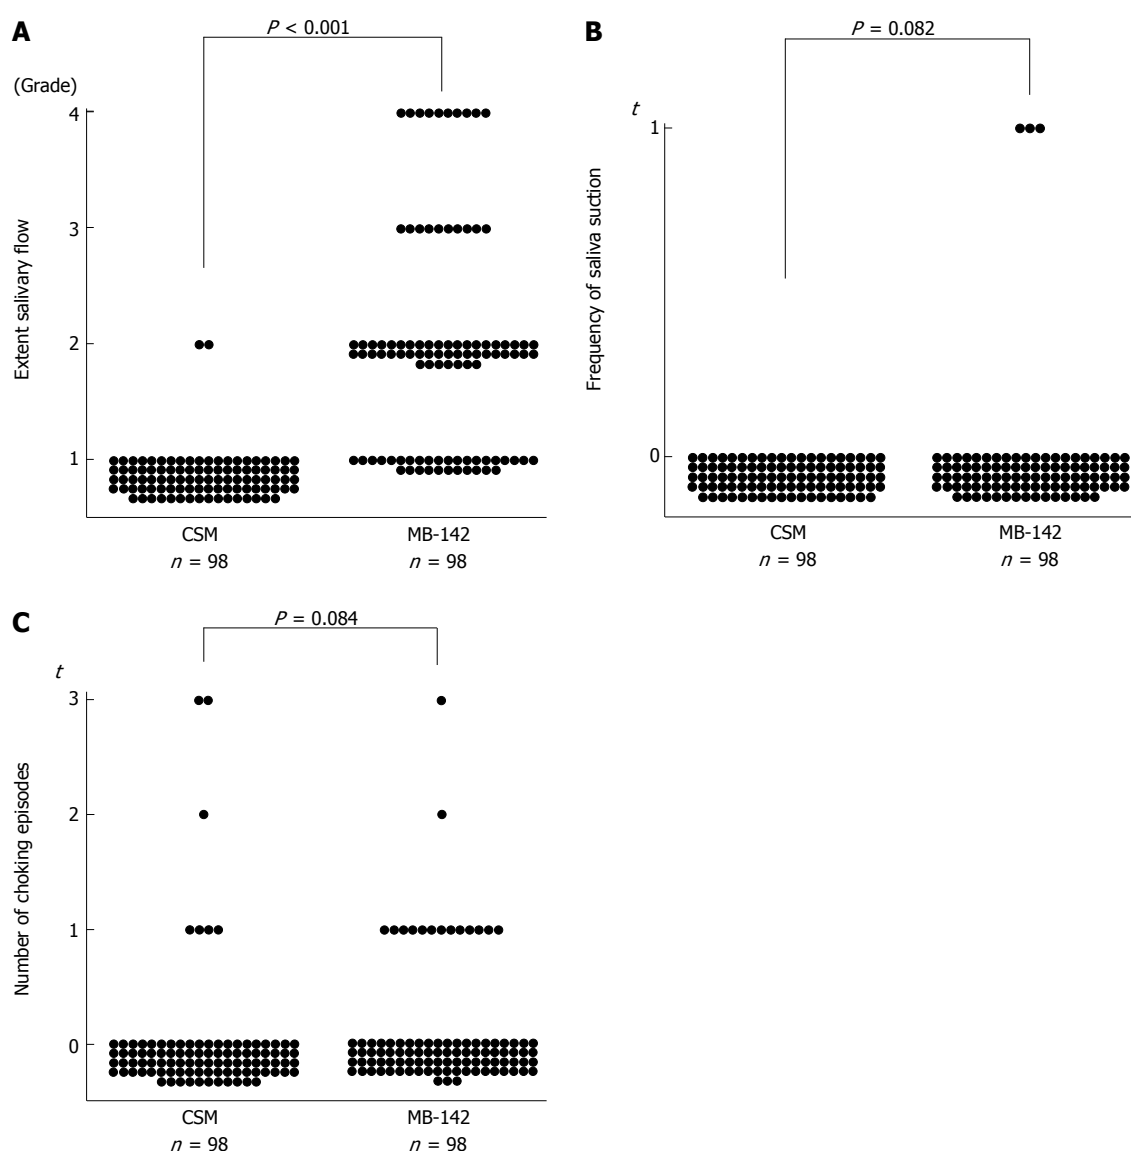 A
P < 0.001
(Grade)
4
3
2
1
Extent salivary flow
CSM
MB-142
n = 98
n = 98
B
P = 0.082
t
1
0
Frequency of saliva suction
CSM
MB-142
n = 98
n = 98
C
P = 0.084
t
3
2
1
0
Number of choking episodes
CSM
MB-142
n = 98
n = 98